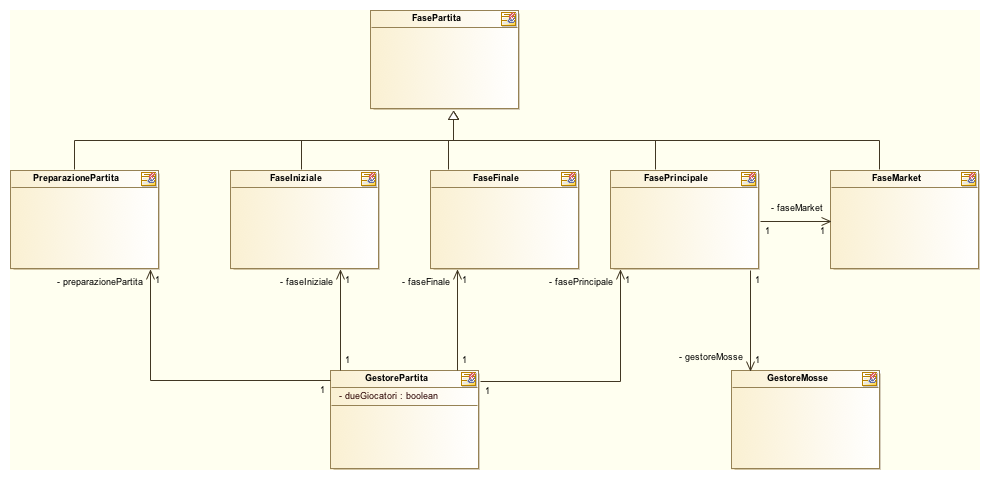 FasePartita
PreparazionePartita
FaseIniziale
FaseFinale
FasePrincipale
FaseMarket
- faseMarket
1
1
- preparazionePartita
1
- faseIniziale
1
- faseFinale
1
- fasePrincipale
1
1
1
1
- gestoreMosse
1
1
GestorePartita
1
- dueGiocatori : boolean
GestoreMosse